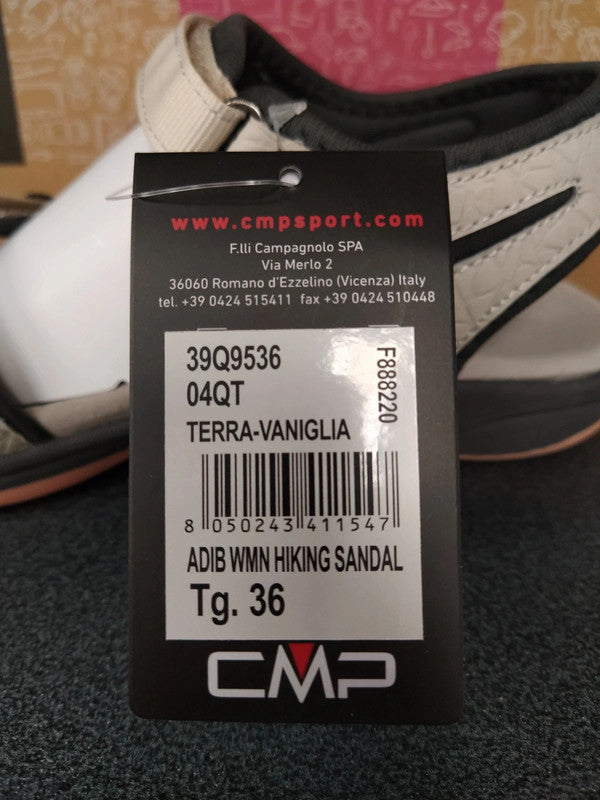 www.cmpsport.com
F.lli Campagnolo SPA
Via Merlo 2
36060 Romano d'Ezzelino (Vicenza) Italy
tel. +39 0424 515411 fax +39 0424 510448
39Q9536
04QT
F888220
TERRA-VANIGLIA
8 050243 411547
ADIB WMN HIKING SANDAL
Tg. 36
CMP